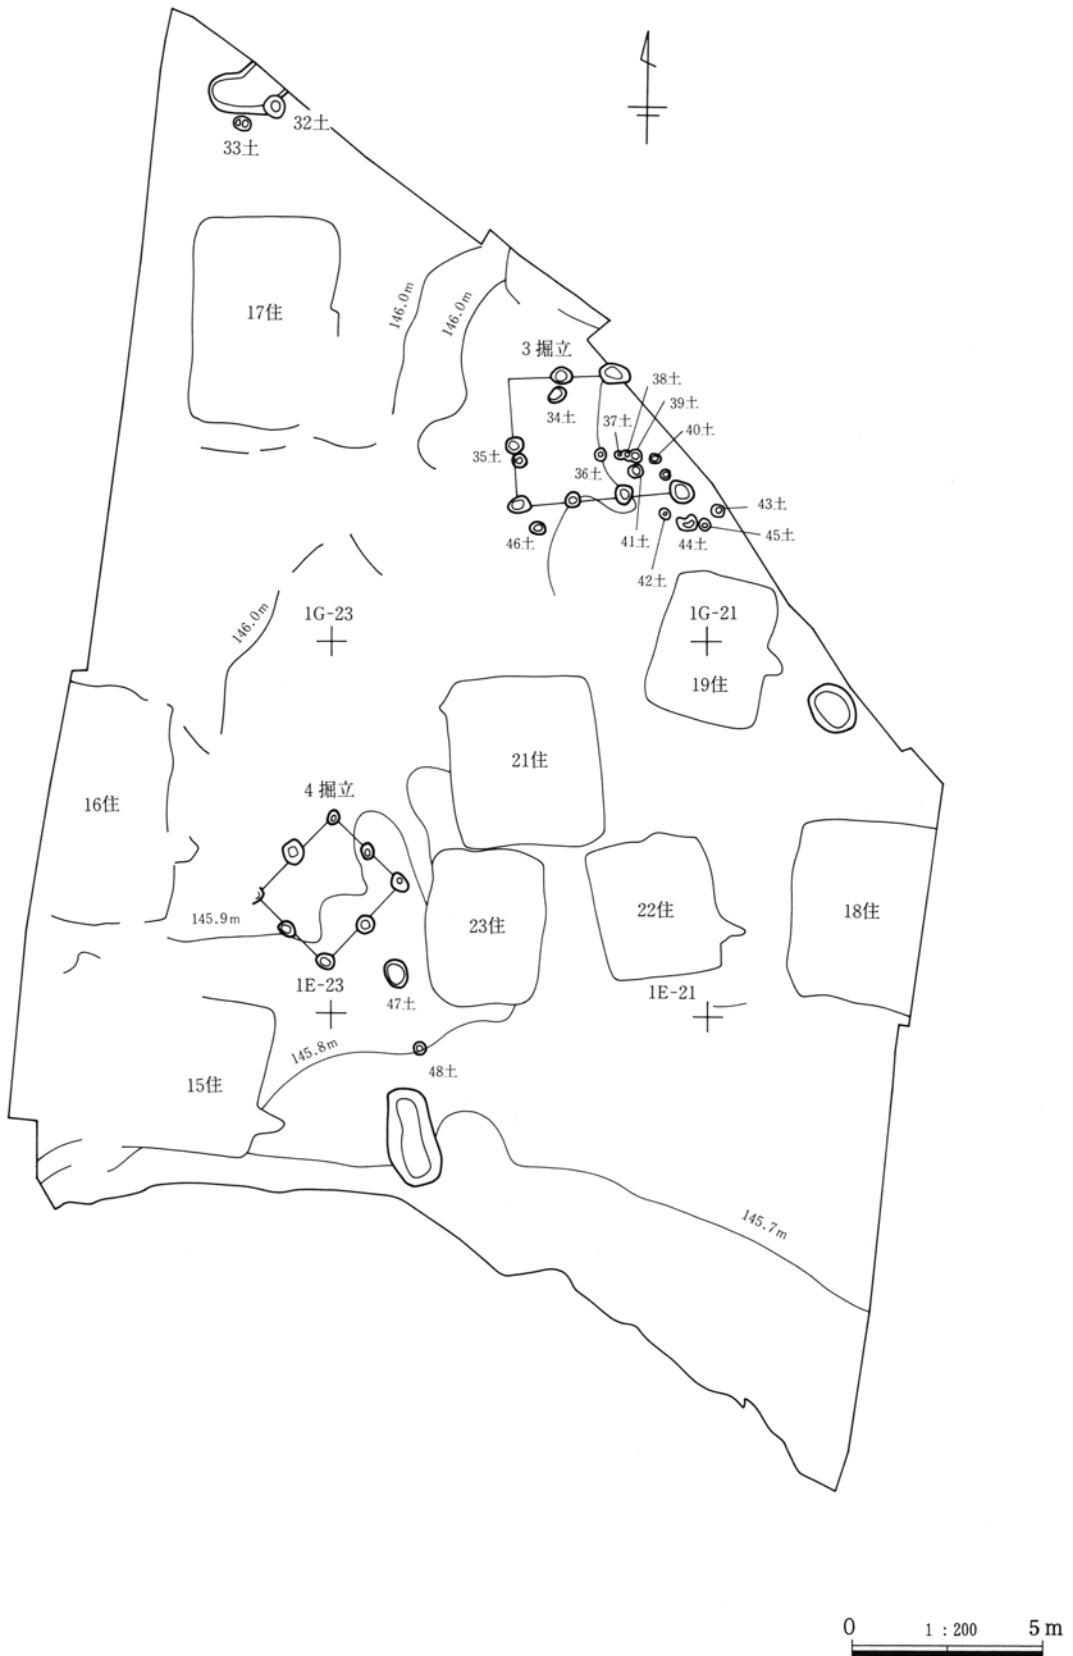 32土
33土
17住
146.0m
146.0m
3 掘立
38土
39土
37土
40土
34土
35土
36土
43土
46土
41土
44土
45土
42土
146.0m
1G-23
1G-21
19住
21住
16住
4 掘立
145.9m
23住
22住
18住
1E-23
47土
1E-21
145.8m
48土
15住
145.7m
0 1 : 200 5 m